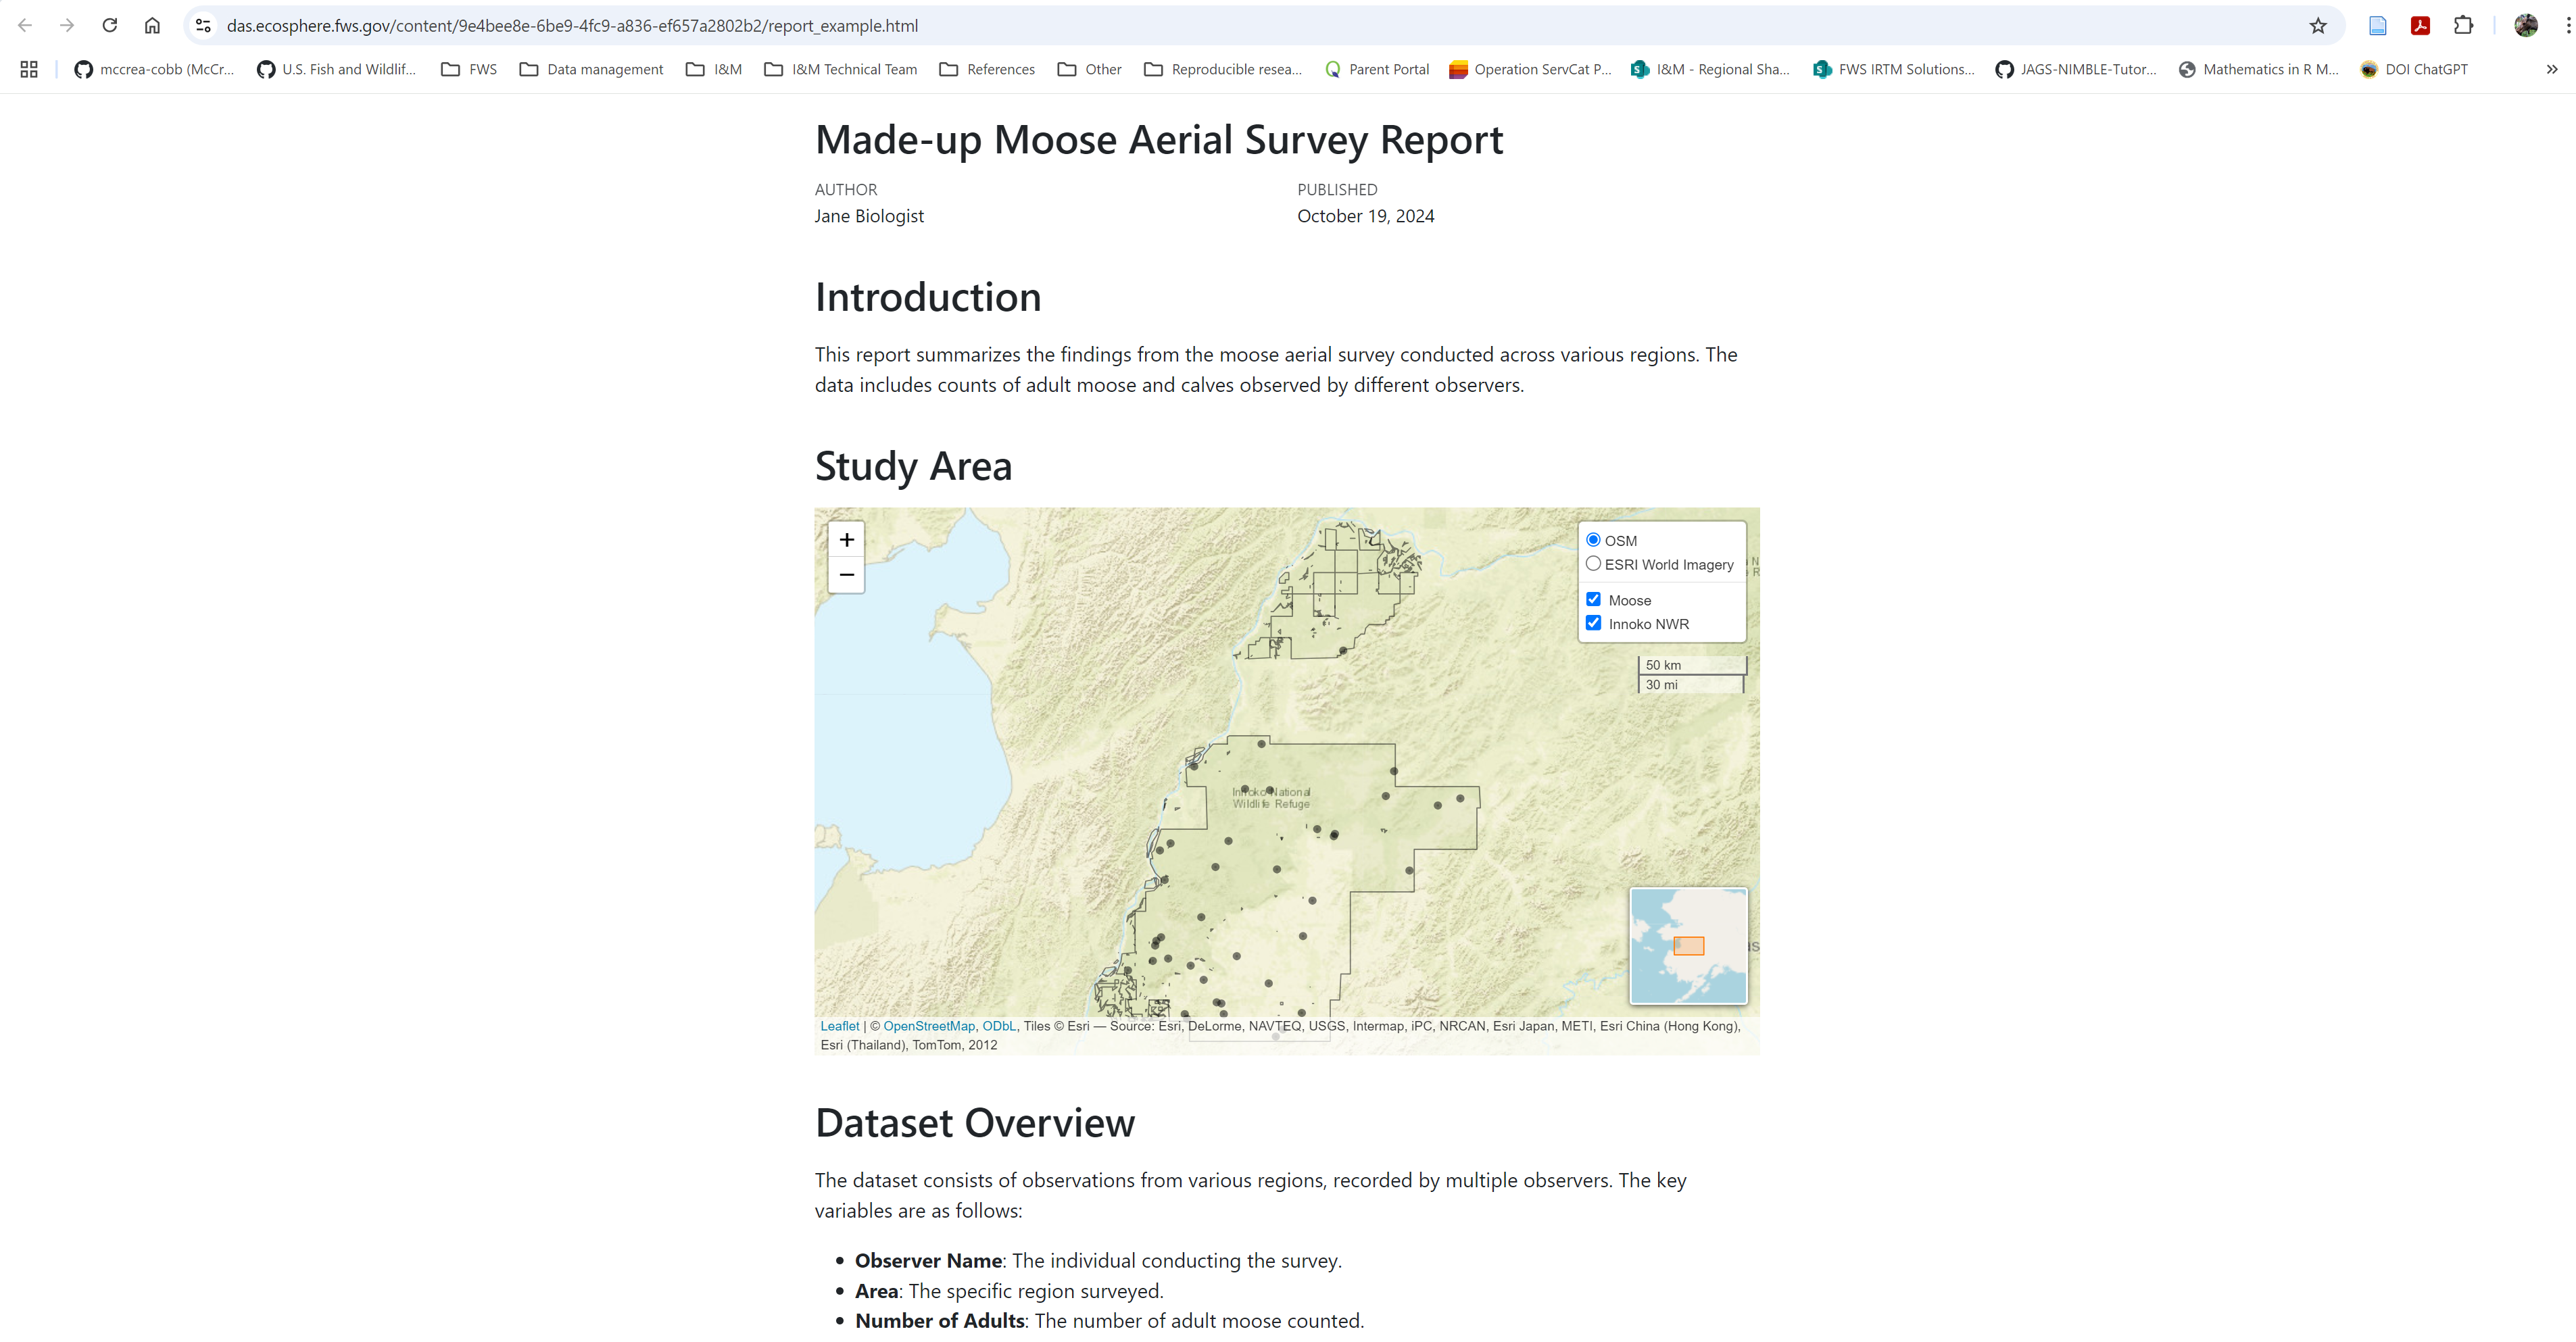 das.ecosphere.fws.gov/content/9e4bee8e-6be9-4fc9-a836-ef657a2802b2/report_example.html
mccrea-cobb (McCr... U.S. Fish and Wildlif... FWS Data management I&M I&M Technical Team References Other Reproducible resea... Parent Portal Operation ServCat P... I&M - Regional Sha... FWS IRTM Solutions... JAGS-NIMBLE-Tutor... Mathematics in R M... DOI ChatGPT »
Made-up Moose Aerial Survey Report
AUTHOR PUBLISHED
Jane Biologist October 19, 2024
Introduction
This report summarizes the findings from the moose aerial survey conducted across various regions. The
data includes counts of adult moose and calves observed by different observers.
Study Area
+
−
OSM
ESRI World Imagery
Moose
Innoko NWR
50 km
30 mi
Innoko National
Wildlife Refuge
Leaflet | © OpenStreetMap, ODbL, Tiles © Esri — Source: Esri, DeLorme, NAVTEQ, USGS, Intermap, iPC, NRCAN, Esri Japan, METI, Esri China (Hong Kong),
Esri (Thailand), TomTom, 2012
Dataset Overview
The dataset consists of observations from various regions, recorded by multiple observers. The key
variables are as follows:
• Observer Name: The individual conducting the survey.
• Area: The specific region surveyed.
• Number of Adults: The number of adult moose counted.